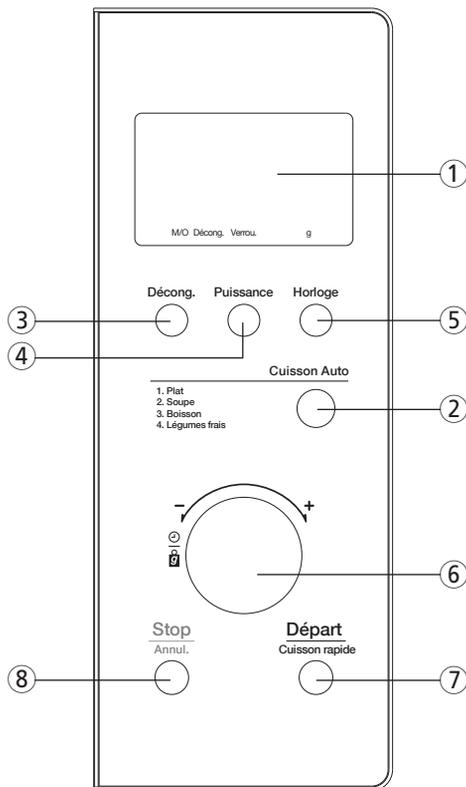 ①
M/O Décong. Verrou. g
Décong. Puissance Horloge
③
④
⑤
Cuisson Auto
1. Plat
2. Soupe
3. Boisson
4. Légumes frais
②
– +
g
⑥
Stop Départ
Annul. Cuisson rapide
⑧
⑦